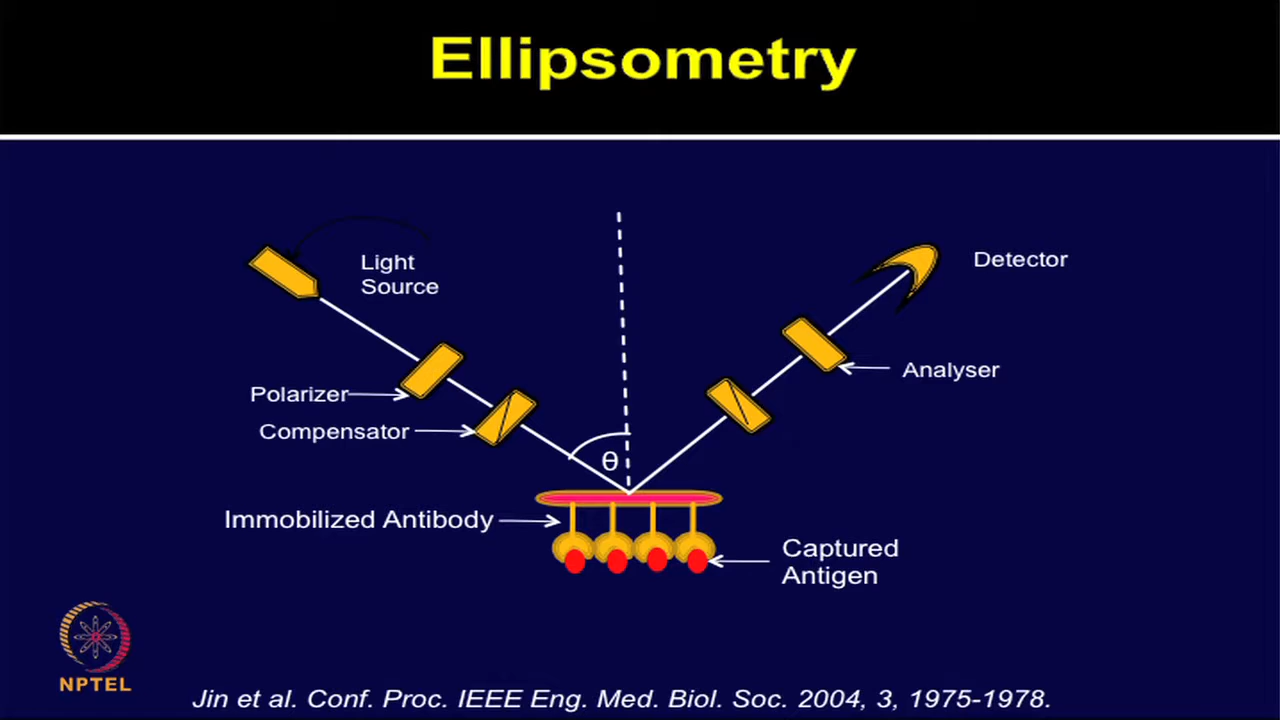 Ellipsometry
Light
Source
Detector
Polarizer
Analyser
Compensator
θ
Immobilized Antibody
Captured
Antigen
NPTEL
Jin et al. Conf. Proc. IEEE Eng. Med. Biol. Soc. 2004, 3, 1975-1978.